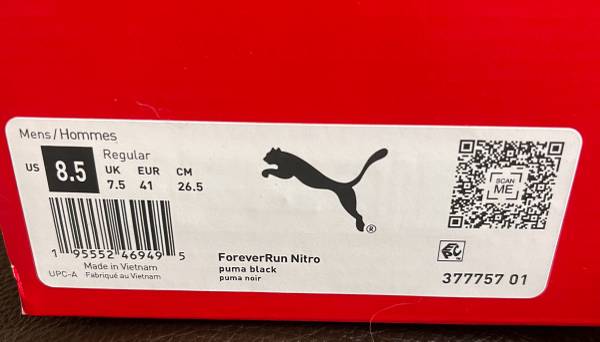 Mens/Hommes
Regular
US 8.5 UK EUR CM
7.5 41 26.5
SCAN
ME
1 95552 46949 5
UPC-A Made in Vietnam
Fabriqué au Vietnam
ForeverRun Nitro
puma black
puma noir
®
377757 01